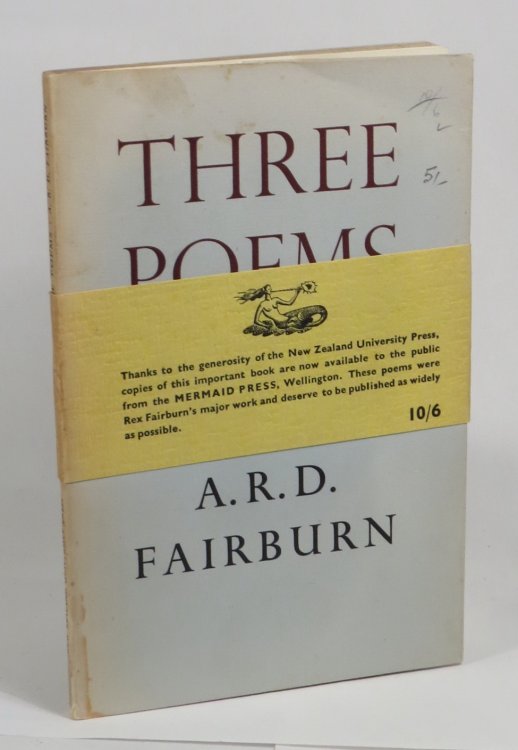 THREE
POEMS
5/-
Thanks to the generosity of the New Zealand University Press,
copies of this important book are now available to the public
from the MERMAID PRESS, Wellington. These poems were
Rex Fairburn's major work and deserve to be published as widely
as possible.
10/6
A.R.D.
FAIRBURN